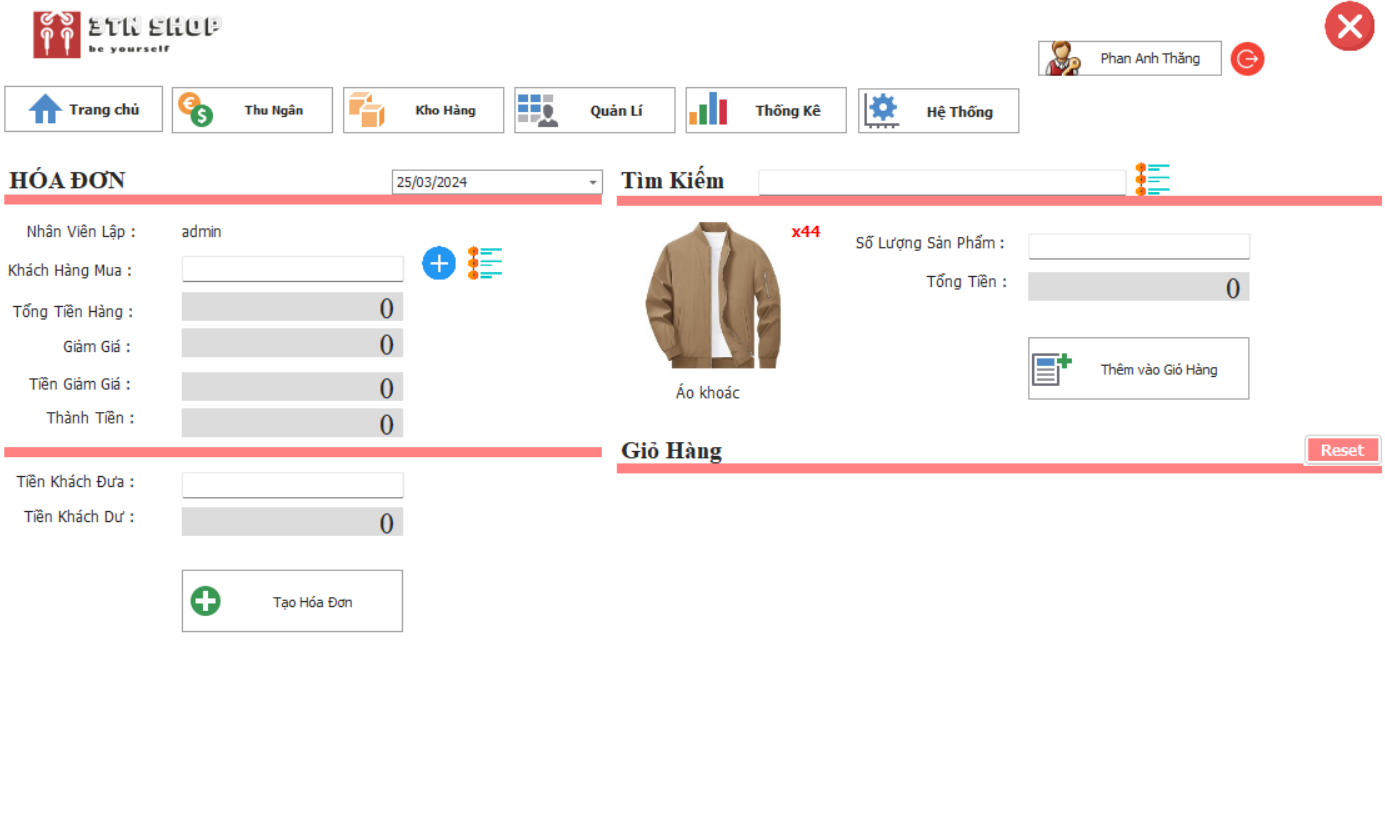 3TN SHOP
be yourself
Phan Anh Thăng
Trang chủ
Thu Ngân
Kho Hàng
Quản Lí
Thống Kê
Hệ Thống
HÓA ĐƠN
25/03/2024
Nhân Viên Lập :
admin
Khách Hàng Mua :
Tổng Tiền Hàng :
0
Giảm Giá :
0
Tiền Giảm Giá :
0
Thành Tiền :
0
Tiền Khách Đưa :
Tiền Khách Dư :
0
Tạo Hóa Đơn
Tìm Kiếm
x44
Áo khoác
Số Lượng Sản Phẩm :
Tổng Tiền :
0
Thêm vào Giỏ Hàng
Giỏ Hàng
Reset